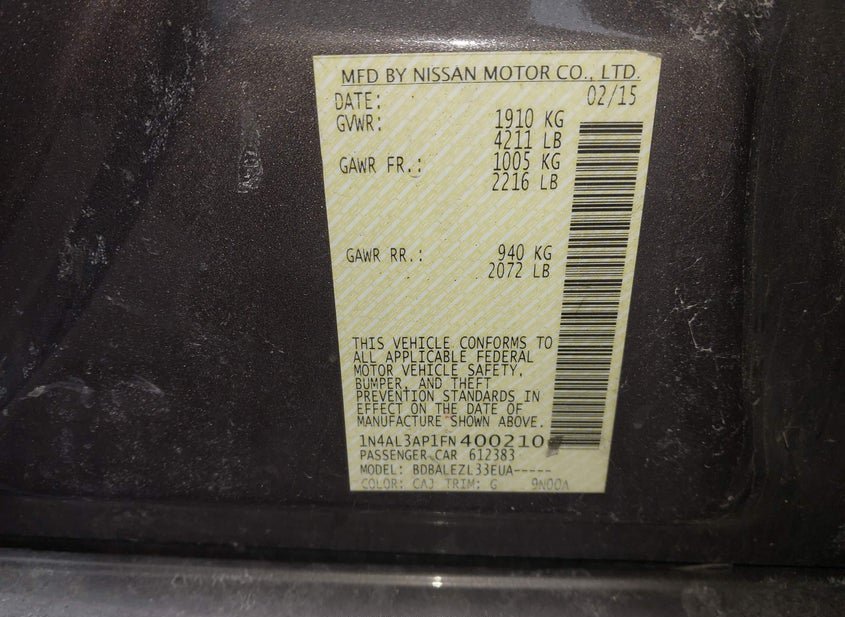 MFD BY NISSAN MOTOR CO., LTD.
DATE: 02/15
GVWR: 1910 KG
4211 LB
GAWR FR.: 1005 KG
2216 LB
GAWR RR.: 940 KG
2072 LB
THIS VEHICLE CONFORMS TO
ALL APPLICABLE FEDERAL
MOTOR VEHICLE SAFETY,
BUMPER, AND THEFT
PREVENTION STANDARDS IN
EFFECT ON THE DATE OF
MANUFACTURE SHOWN ABOVE.
1N4AL3AP1FN400210
PASSENGER CAR 612383
MODEL: BDBALEZL33EUA-----
COLOR: CAJ TRIM: G 9N00A